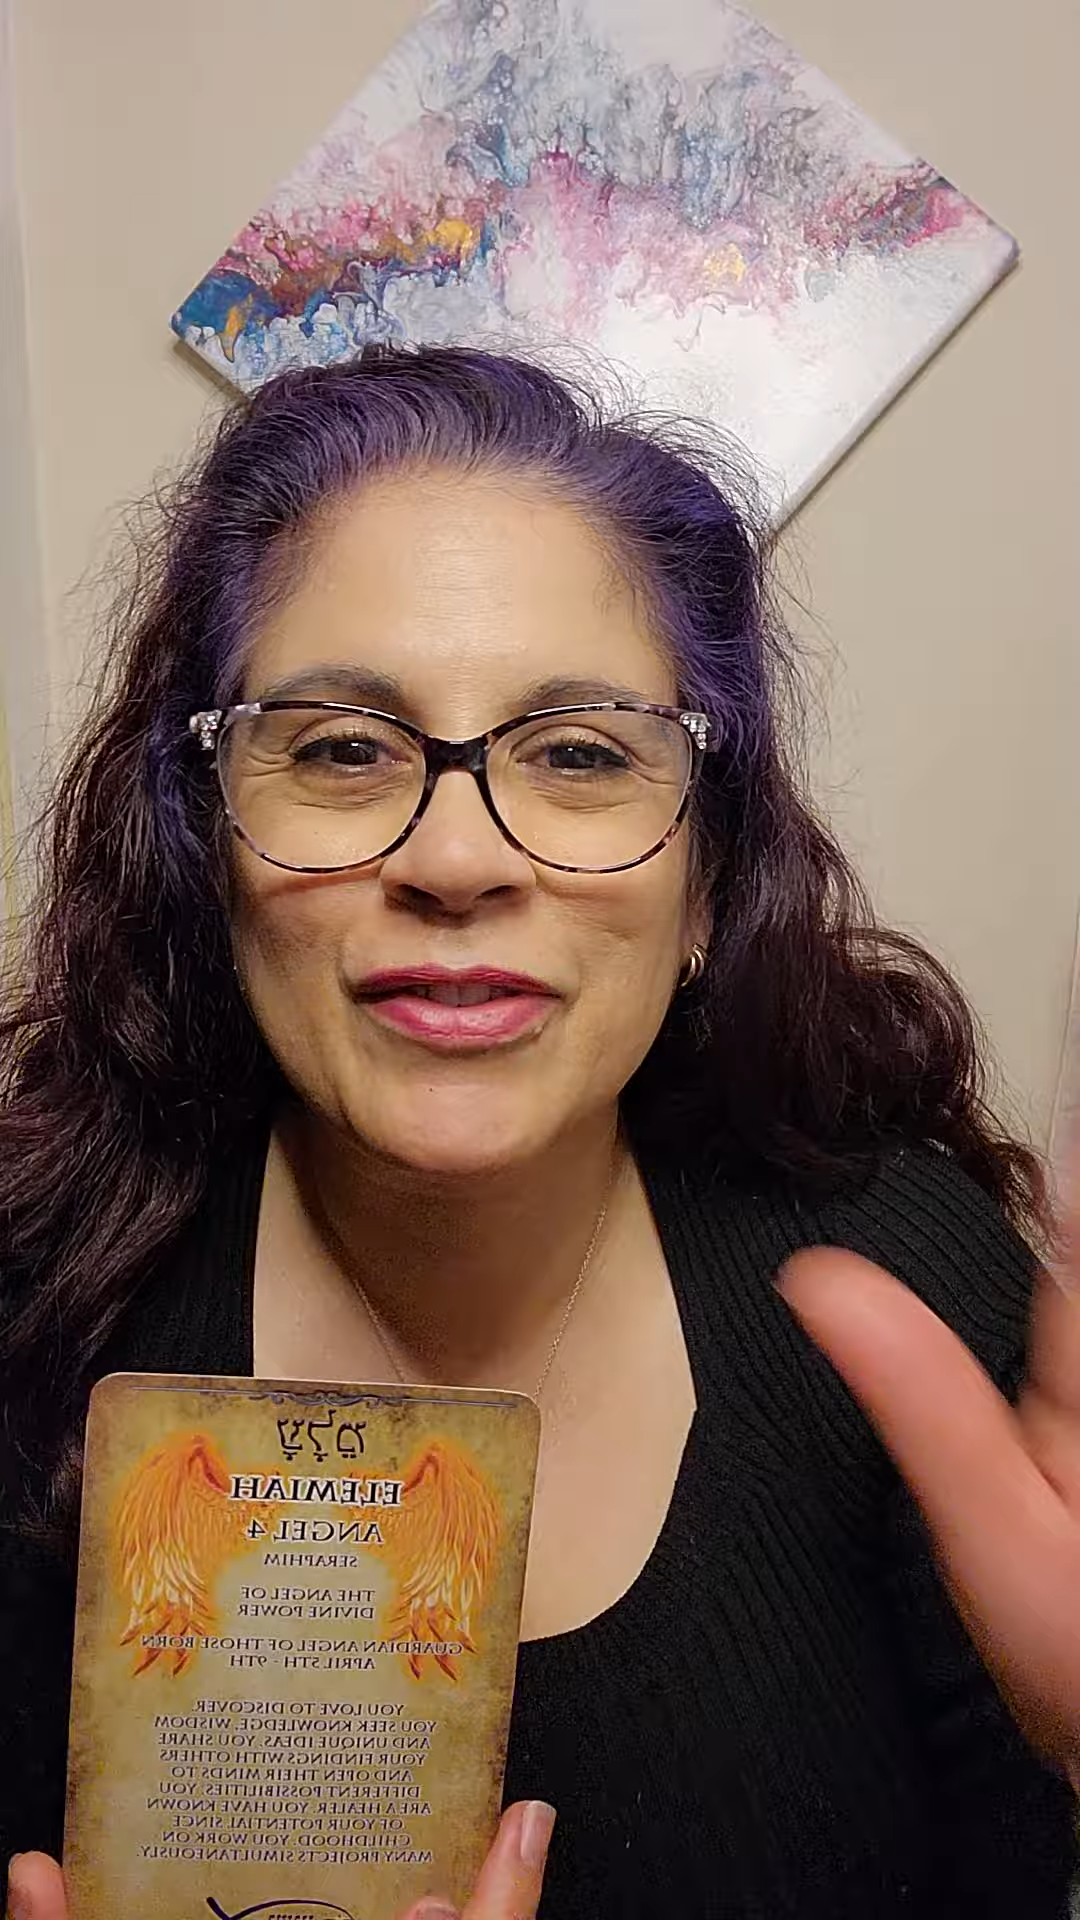 עָלָמֵ
ELEMIAH
ANGEL 4
SERAPHIM
THE ANGEL OF
DIVINE POWER
GUARDIAN ANGEL OF THOSE BORN
APRIL 5TH - 9TH
YOU LOVE TO DISCOVER.
YOU SEEK KNOWLEDGE, WISDOM
AND UNIQUE IDEAS. YOU SHARE
YOUR FINDINGS WITH OTHERS
AND OPEN THEIR MINDS TO
DIFFERENT POSSIBILITIES. YOU
ARE A HEALER. YOU HAVE KNOWN
OF YOUR POTENTIAL SINCE
CHILDHOOD. YOU WORK ON
MANY PROJECTS SIMULTANEOUSLY.